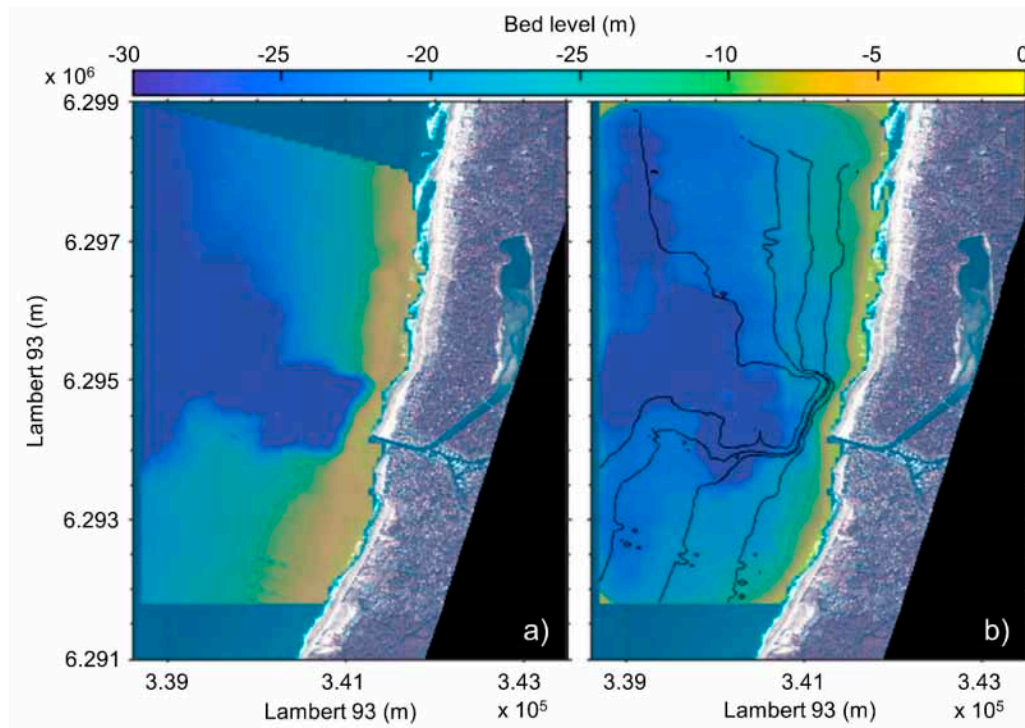 Bed level (m)
-30 -25 -20 -25 -10 -5 0
x 10⁶
6.299
6.297
6.295
6.293
6.291
Lambert 93 (m)
a)
b)
3.39 3.41 3.43 3.39 3.41 3.43
Lambert 93 (m) x 10⁵ Lambert 93 (m) x 10⁵